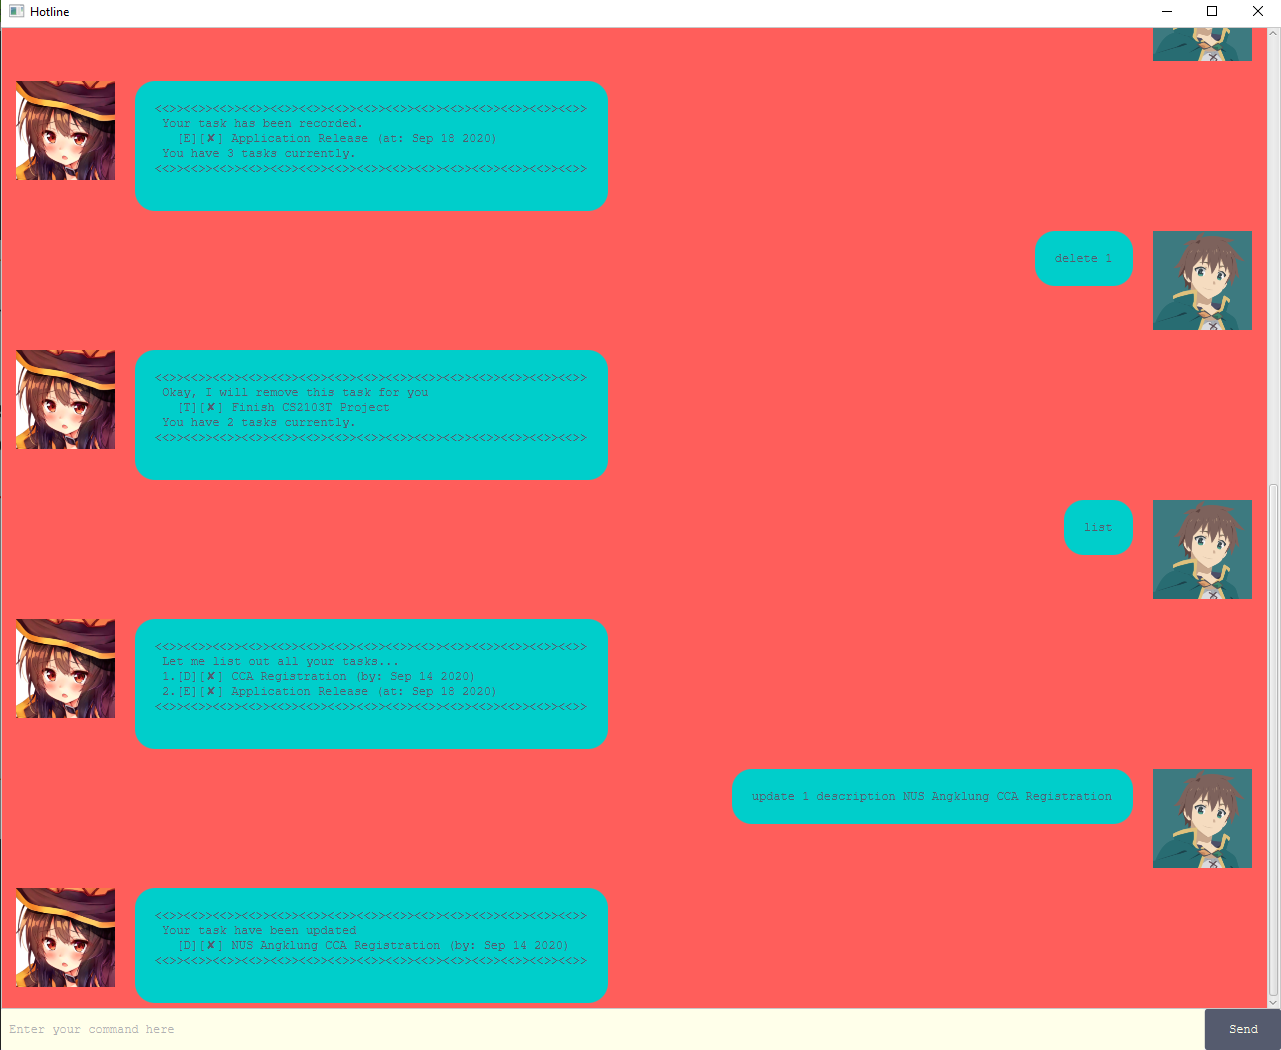 Hotline
<<>><<>><<>><<>><<>><<>><<>><<>><<>><<>><<>><<>><<>><<>><<>>
Your task has been recorded.
[E][✘] Application Release (at: Sep 18 2020)
You have 3 tasks currently.
<<>><<>><<>><<>><<>><<>><<>><<>><<>><<>><<>><<>><<>><<>><<>>
delete 1
<<>><<>><<>><<>><<>><<>><<>><<>><<>><<>><<>><<>><<>><<>><<>>
Okay, I will remove this task for you
[T][✘] Finish CS2103T Project
You have 2 tasks currently.
<<>><<>><<>><<>><<>><<>><<>><<>><<>><<>><<>><<>><<>><<>><<>>
list
<<>><<>><<>><<>><<>><<>><<>><<>><<>><<>><<>><<>><<>><<>><<>>
Let me list out all your tasks...
1.[D][✘] CCA Registration (by: Sep 14 2020)
2.[E][✘] Application Release (at: Sep 18 2020)
<<>><<>><<>><<>><<>><<>><<>><<>><<>><<>><<>><<>><<>><<>><<>>
update 1 description NUS Angklung CCA Registration
<<>><<>><<>><<>><<>><<>><<>><<>><<>><<>><<>><<>><<>><<>><<>>
Your task have been updated
[D][✘] NUS Angklung CCA Registration (by: Sep 14 2020)
<<>><<>><<>><<>><<>><<>><<>><<>><<>><<>><<>><<>><<>><<>><<>>
Enter your command here
Send